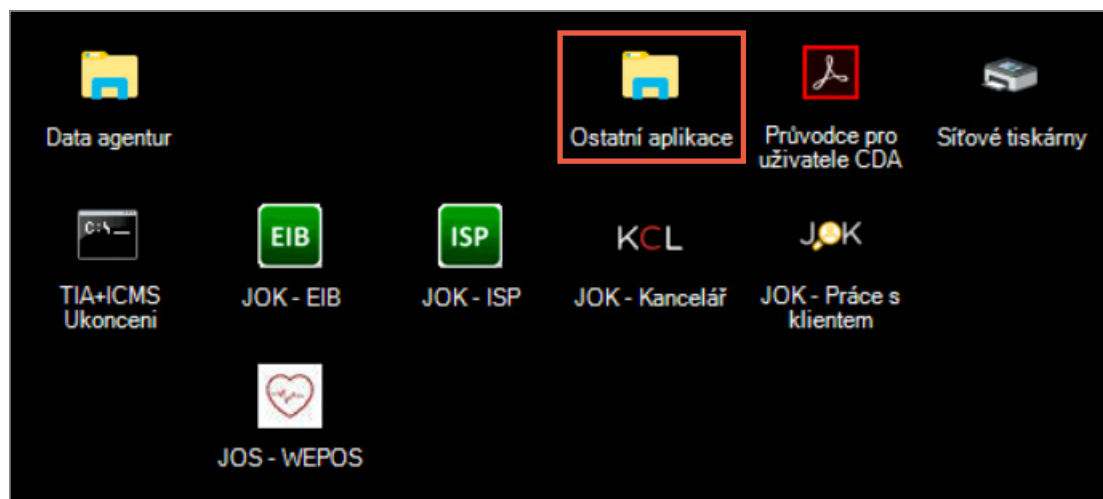 Data agentur
Ostatní aplikace
Průvodce pro
uživatele CDA
Síťové tiskárny
C:\_
TIA+ICMS
Ukonceni
EIB
JOK - EIB
ISP
JOK - ISP
KCL
JOK - Kancelář
JOK
JOK - Práce s
klientem
JOS - WEPOS